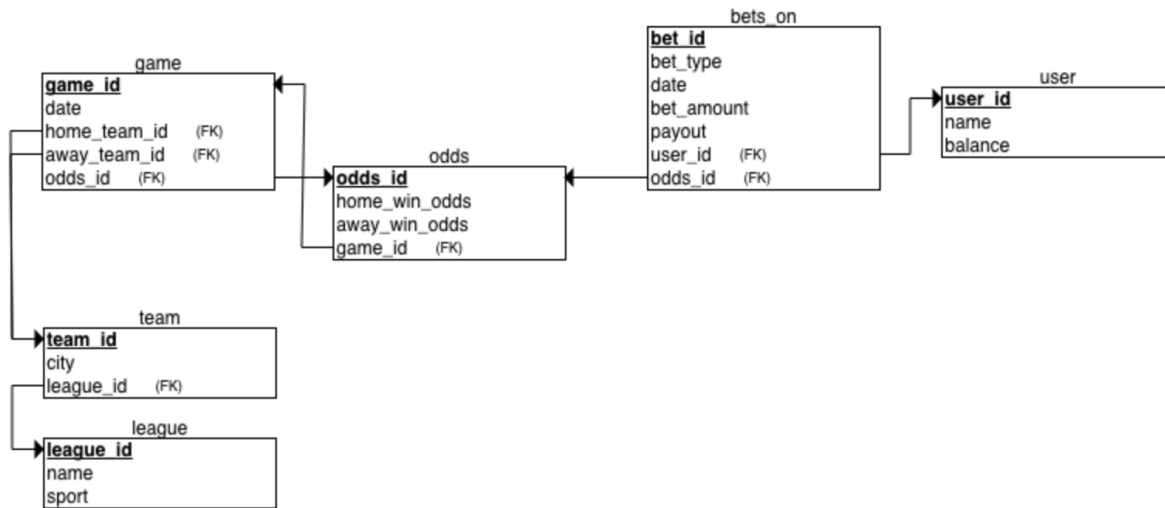 game
game_id
date
home_team_id (FK)
away_team_id (FK)
odds_id (FK)
odds
odds_id
home_win_odds
away_win_odds
game_id (FK)
bets_on
bet_id
bet_type
date
bet_amount
payout
user_id (FK)
odds_id (FK)
user
user_id
name
balance
team
team_id
city
league_id (FK)
league
league_id
name
sport